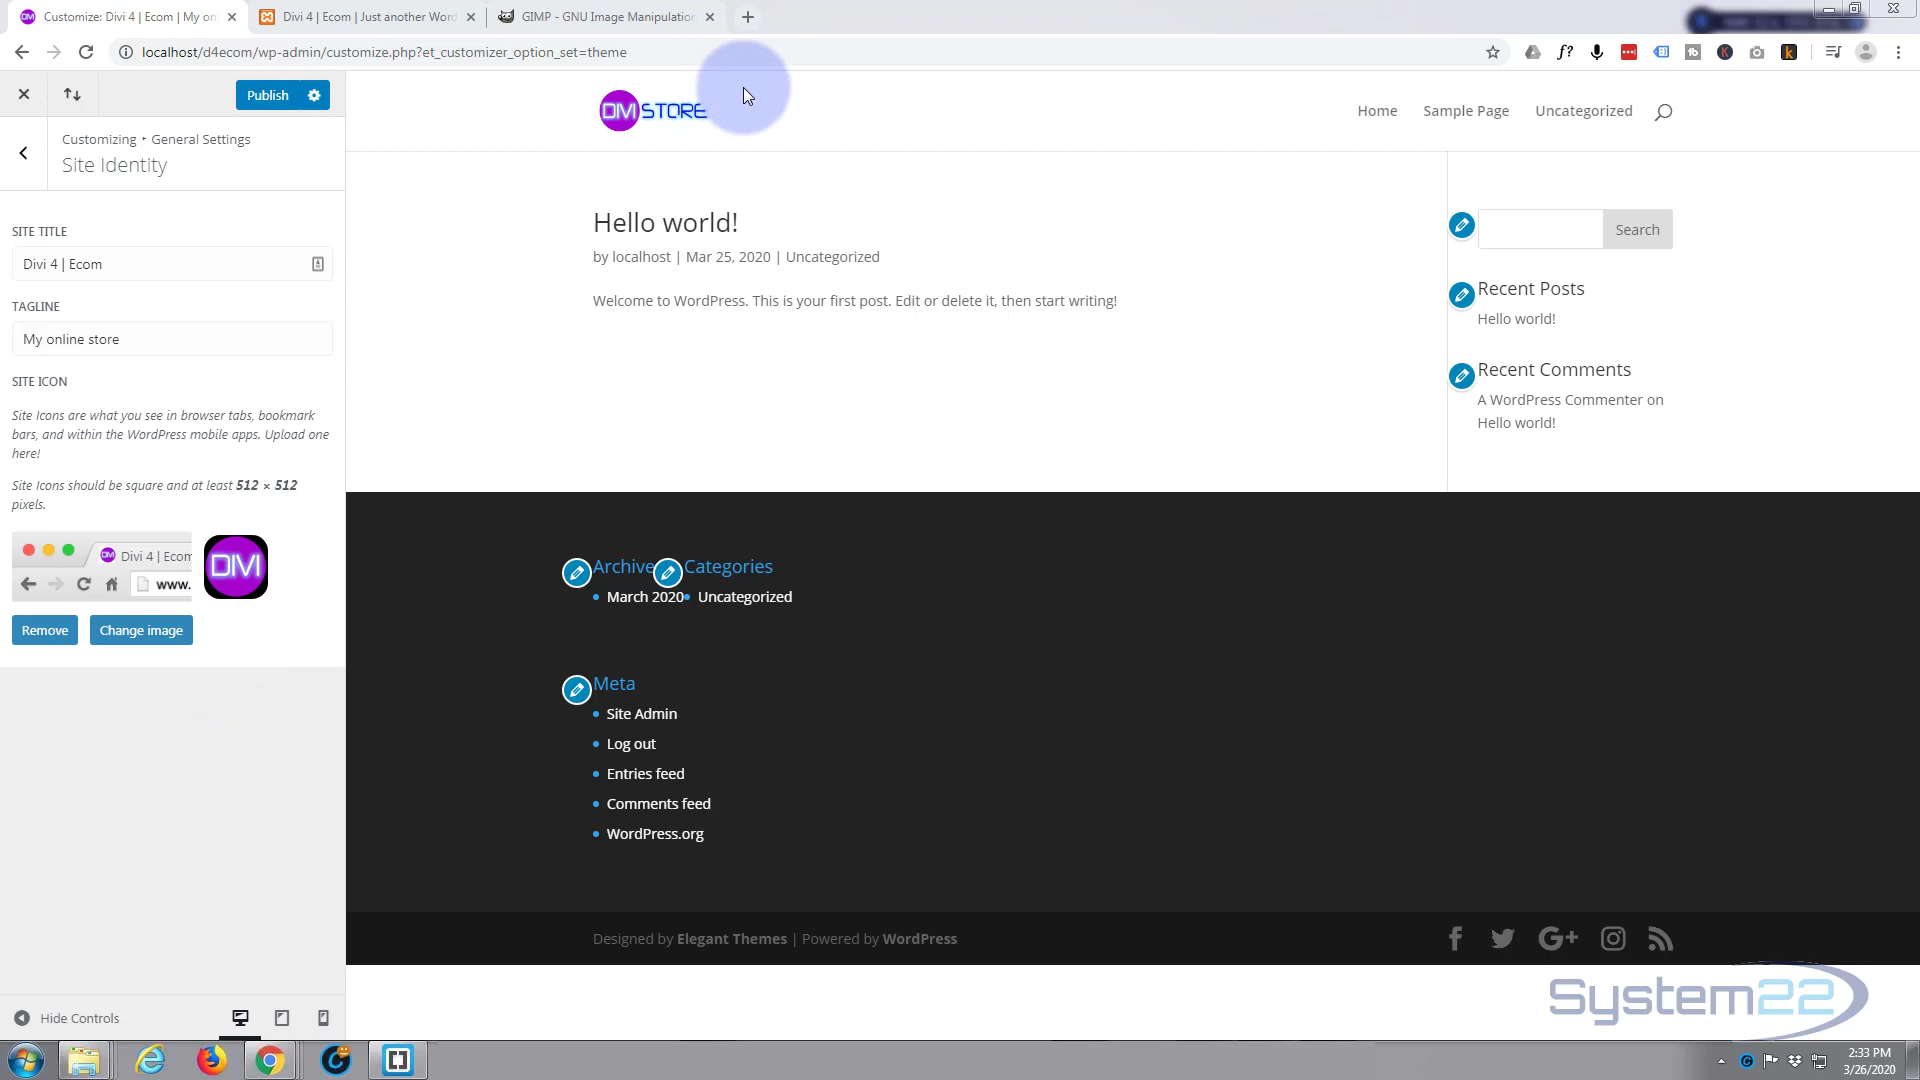 Customize: Divi 4 | Ecom | My on
Divi 4 | Ecom | Just another Word
GIMP - GNU Image Manipulation
localhost/d4ecom/wp-admin/customize.php?et_customizer_option_set=theme
Publish
Customizing ▸ General Settings
Site Identity
SITE TITLE
Divi 4 | Ecom
TAGLINE
My online store
SITE ICON
Site Icons are what you see in browser tabs, bookmark
bars, and within the WordPress mobile apps. Upload one
here!
Site Icons should be square and at least 512 × 512
pixels.
Divi 4 | Ecom
www.
DIVI
Remove
Change image
Hide Controls
DIVI STORE
Home
Sample Page
Uncategorized
Hello world!
by localhost | Mar 25, 2020 | Uncategorized
Welcome to WordPress. This is your first post. Edit or delete it, then start writing!
Search
Recent Posts
Hello world!
Recent Comments
A WordPress Commenter on
Hello world!
Archive
Categories
March 2020
Uncategorized
Meta
Site Admin
Log out
Entries feed
Comments feed
WordPress.org
Designed by Elegant Themes | Powered by WordPress
System22
2:33 PM
3/26/2020